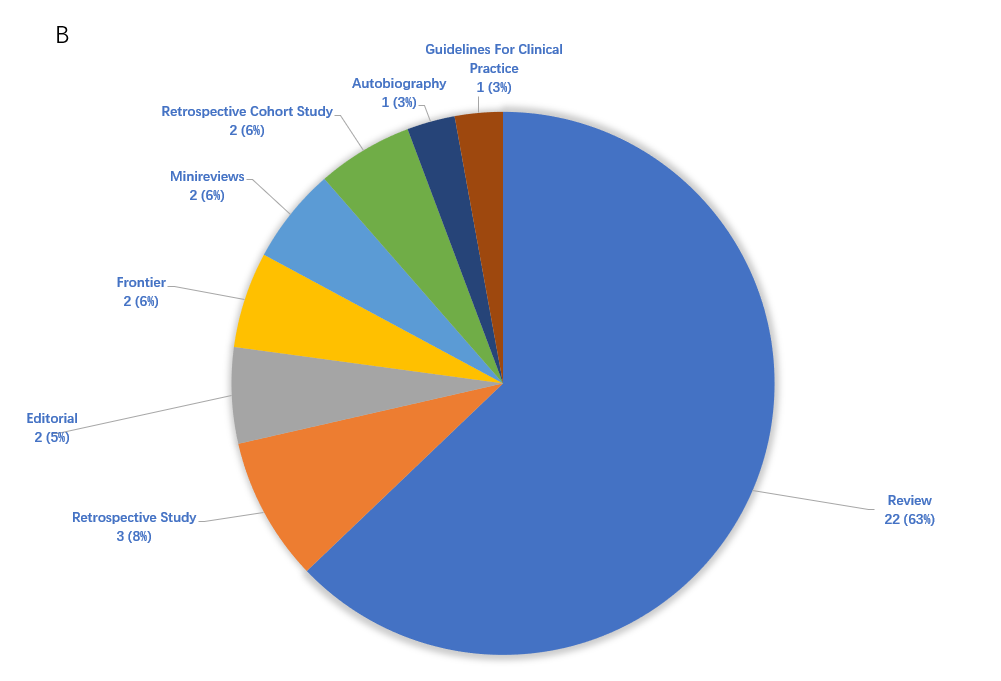 B
Guidelines For Clinical
Practice
1 (3%)
Autobiography
1 (3%)
Retrospective Cohort Study
2 (6%)
Minireviews
2 (6%)
Frontier
2 (6%)
Editorial
2 (5%)
Retrospective Study
3 (8%)
Review
22 (63%)